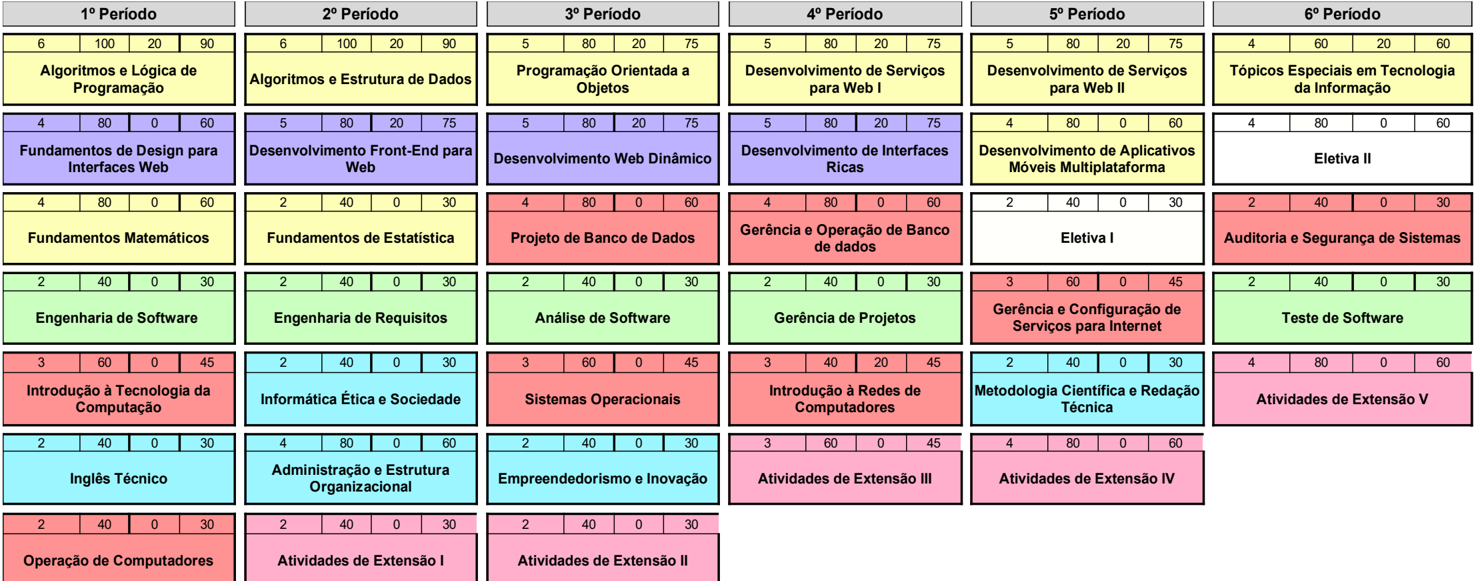 1º Período
6 100 20 90
Algoritmos e Lógica de
Programação
4 80 0 60
Fundamentos de Design para
Interfaces Web
4 80 0 60
Fundamentos Matemáticos
2 40 0 30
Engenharia de Software
3 60 0 45
Introdução à Tecnologia da
Computação
2 40 0 30
Inglês Técnico
2 40 0 30
Operação de Computadores
2º Período
6 100 20 90
Algoritmos e Estrutura de Dados
5 80 20 75
Desenvolvimento Front-End para
Web
2 40 0 30
Fundamentos de Estatística
2 40 0 30
Engenharia de Requisitos
2 40 0 30
Informática Ética e Sociedade
4 80 0 60
Administração e Estrutura
Organizacional
2 40 0 30
Atividades de Extensão I
3º Período
5 80 20 75
Programação Orientada a
Objetos
5 80 20 75
Desenvolvimento Web Dinâmico
4 80 0 60
Projeto de Banco de Dados
2 40 0 30
Análise de Software
3 60 0 45
Sistemas Operacionais
2 40 0 30
Empreendedorismo e Inovação
2 40 0 30
Atividades de Extensão II
4º Período
5 80 20 75
Desenvolvimento de Serviços
para Web I
5 80 20 75
Desenvolvimento de Interfaces
Ricas
4 80 0 60
Gerência e Operação de Banco
de dados
2 40 0 30
Gerência de Projetos
3 40 20 45
Introdução à Redes de
Computadores
3 60 0 45
Atividades de Extensão III
5º Período
5 80 20 75
Desenvolvimento de Serviços
para Web II
4 80 0 60
Desenvolvimento de Aplicativos
Móveis Multiplataforma
2 40 0 30
Eletiva I
3 60 0 45
Gerência e Configuração de
Serviços para Internet
2 40 0 30
Metodologia Científica e Redação
Técnica
4 80 0 60
Atividades de Extensão IV
6º Período
4 60 20 60
Tópicos Especiais em Tecnologia
da Informação
4 80 0 60
Eletiva II
2 40 0 30
Auditoria e Segurança de Sistemas
2 40 0 30
Teste de Software
4 80 0 60
Atividades de Extensão V